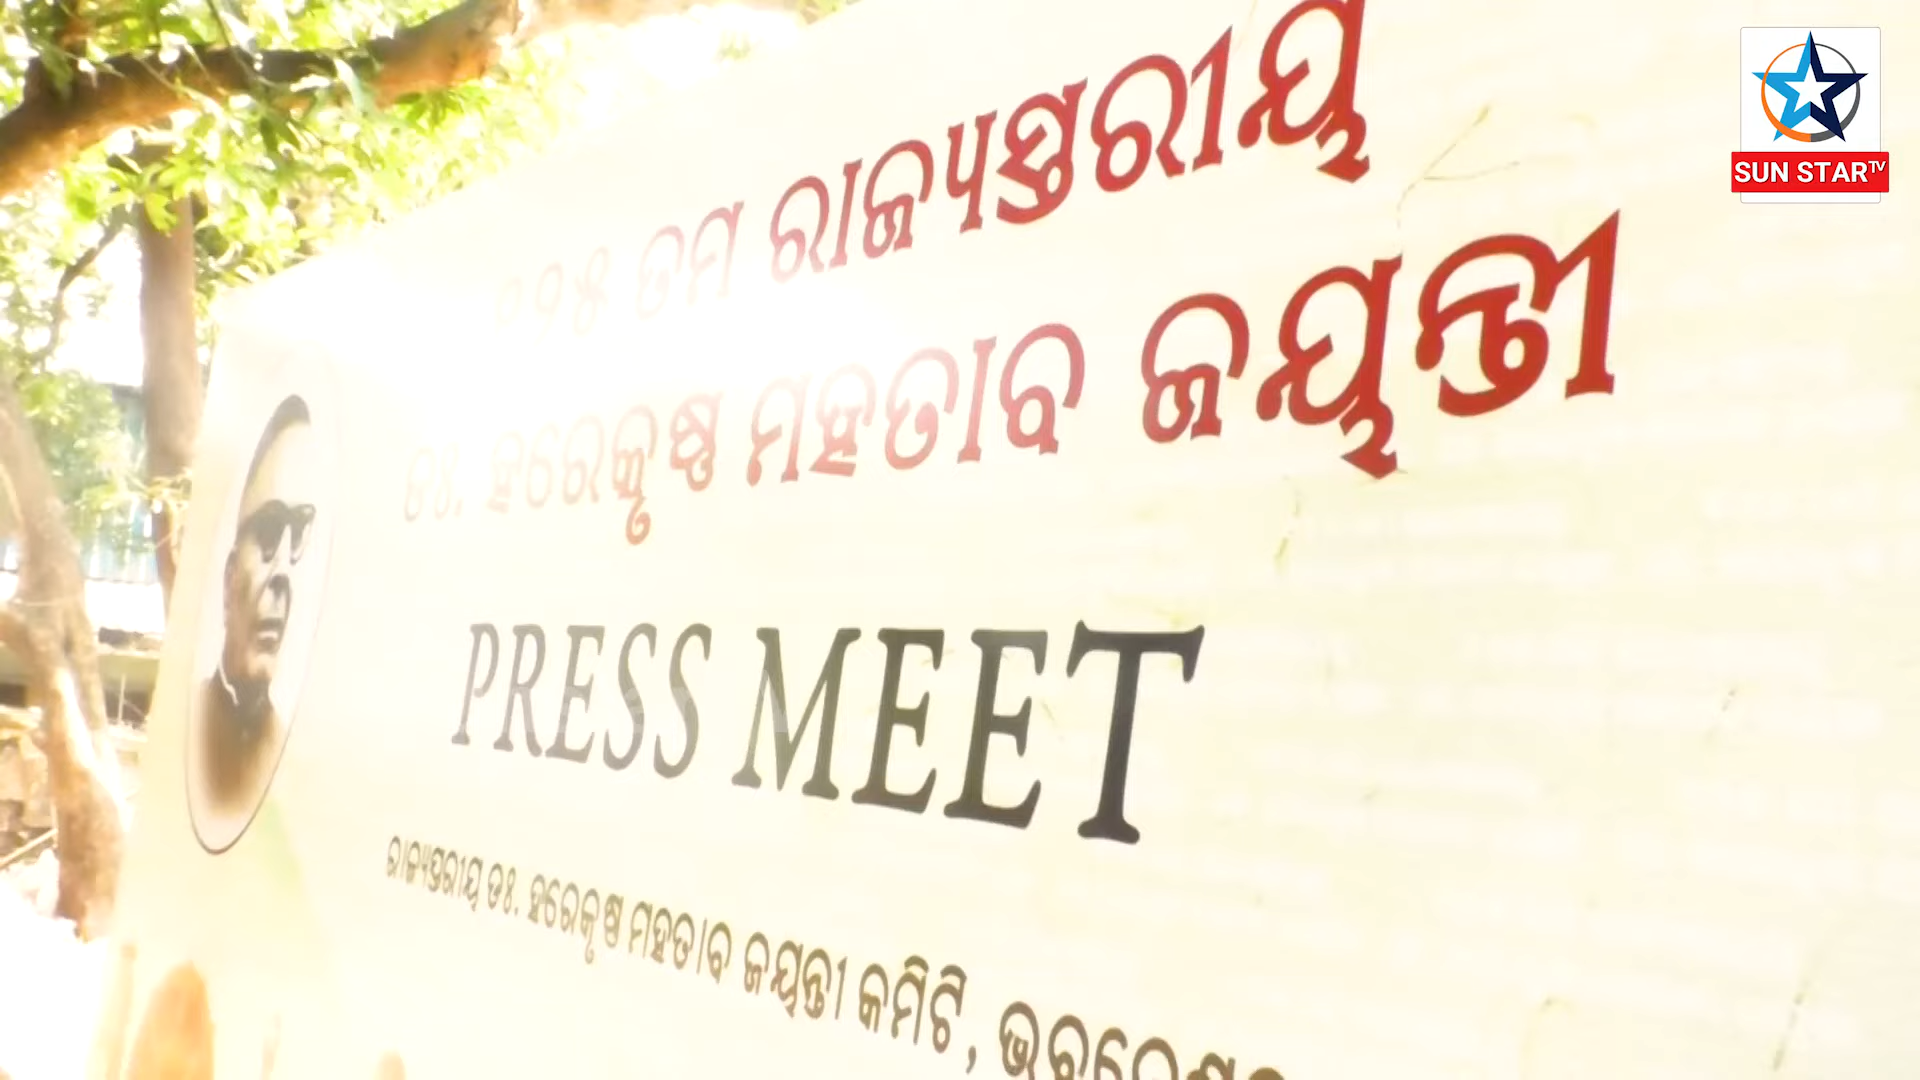 ତମ ରାଜ୍ୟସ୍ତରୀୟ
ଡଃ. ହରେକୃଷ୍ଣ ମହତାବ ଜୟନ୍ତୀ
PRESS MEET
ରାଜ୍ୟସ୍ତରୀୟ ଡଃ. ହରେକୃଷ୍ଣ ମହତାବ ଜୟନ୍ତୀ କମିଟି,
SUN STAR TV